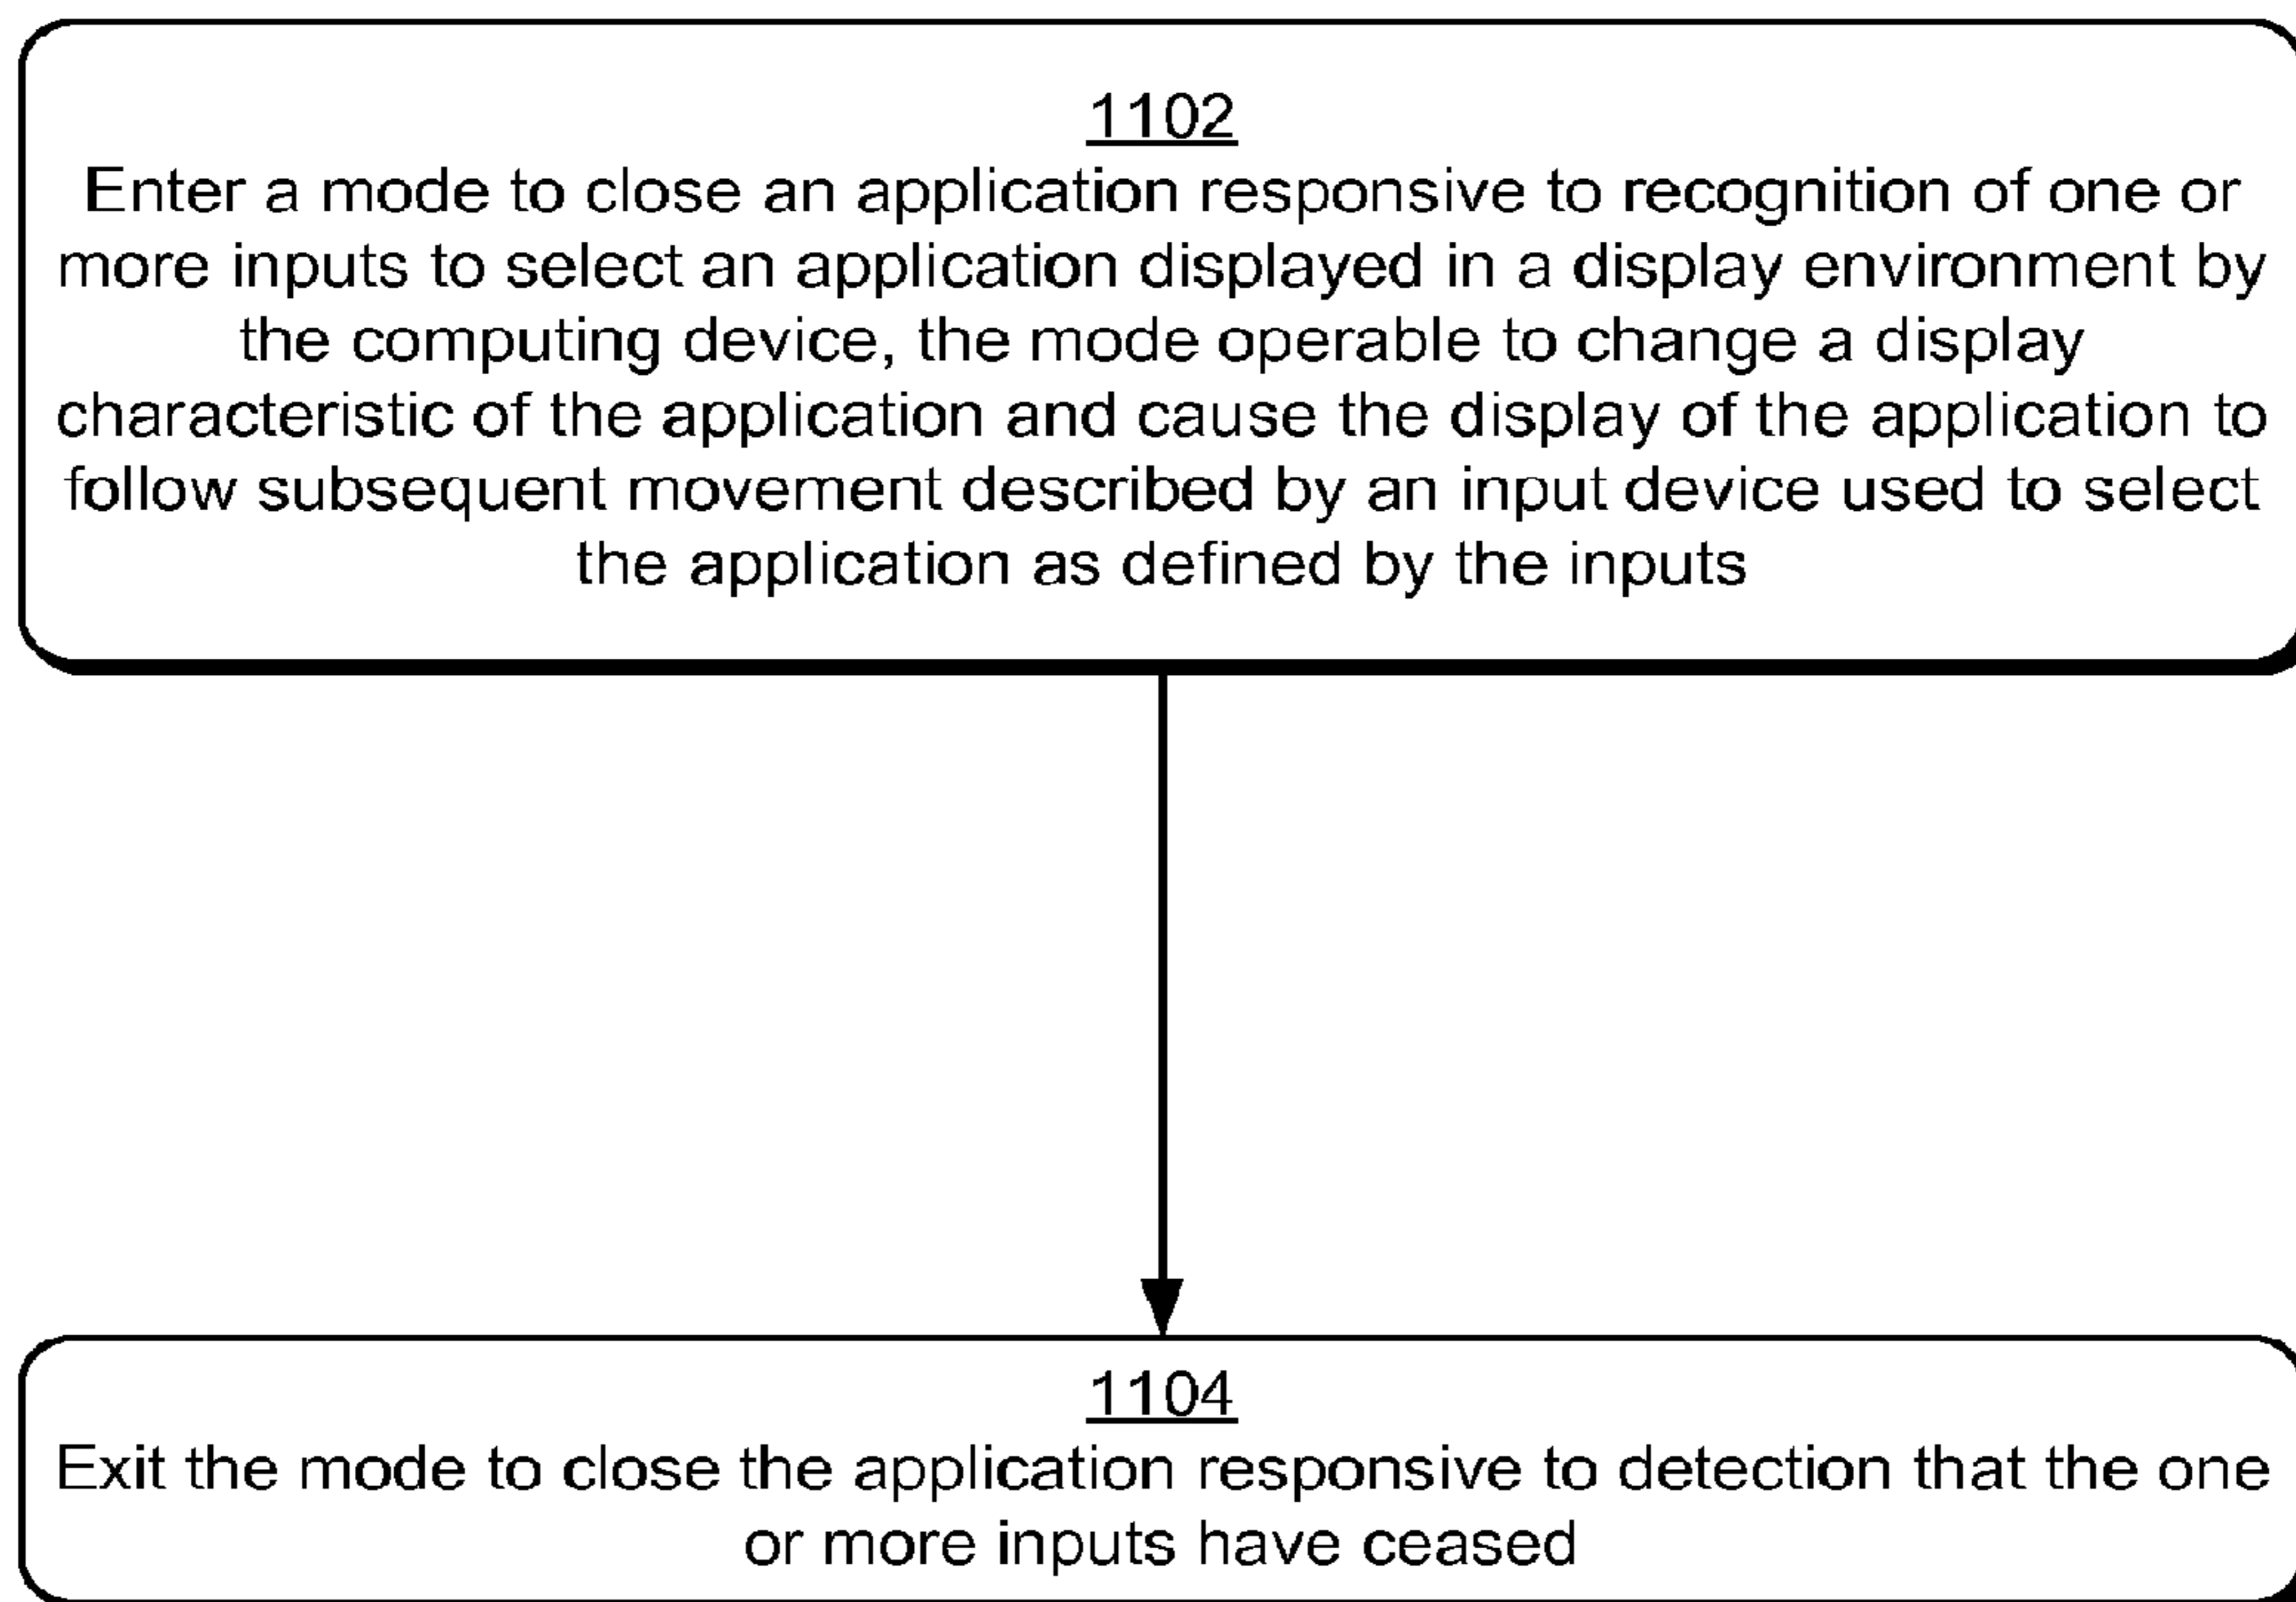 1102
Enter a mode to close an application responsive to recognition of one or
more inputs to select an application displayed in a display environment by
the computing device, the mode operable to change a display
characteristic of the application and cause the display of the application to
follow subsequent movement described by an input device used to select
the application as defined by the inputs
1104
Exit the mode to close the application responsive to detection that the one
or more inputs have ceased